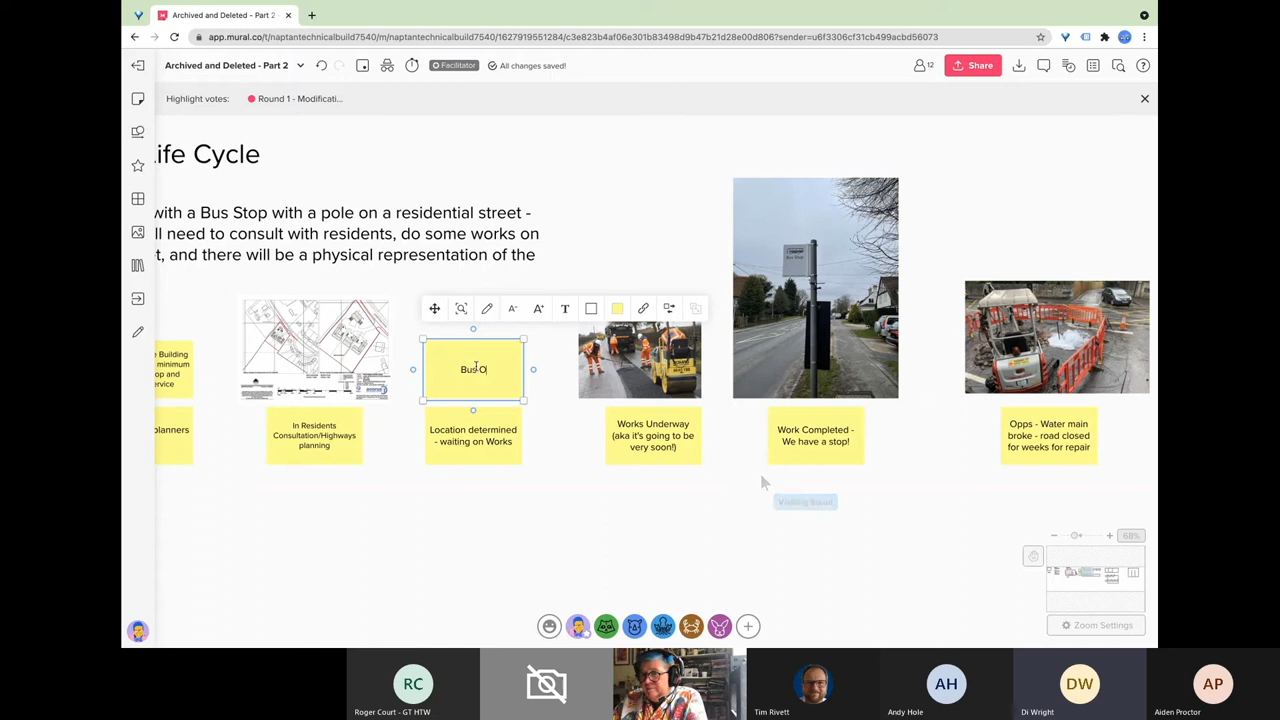 Archived and Deleted - Part 2
app.mural.co/t/naptantechnicalbuild7540/m/naptantechnicalbuild7540/1627919551284/c3e823b4af06e301b83498d9b47b21d28e00d806?sender=u6f3306cf31cb499acbd56073
Archived and Deleted - Part 2
Facilitator
All changes saved!
12
Share
Highlight votes:
Round 1 - Modificati...
ife Cycle
with a Bus Stop with a pole on a residential street -
ll need to consult with residents, do some works on
t, and there will be a physical representation of the
e Building
minimum
op and
ervice
planners
In Residents
Consultation/Highways
planning
Bus O
Location determined
- waiting on Works
Works Underway
(aka it's going to be
very soon!)
Bus Stop
Work Completed -
We have a stop!
Opps - Water main
broke - road closed
for weeks for repair
68%
Zoom Settings
RC
Roger Court - GT HTW
Tim Rivett
AH
Andy Hole
DW
Di Wright
AP
Aiden Proctor